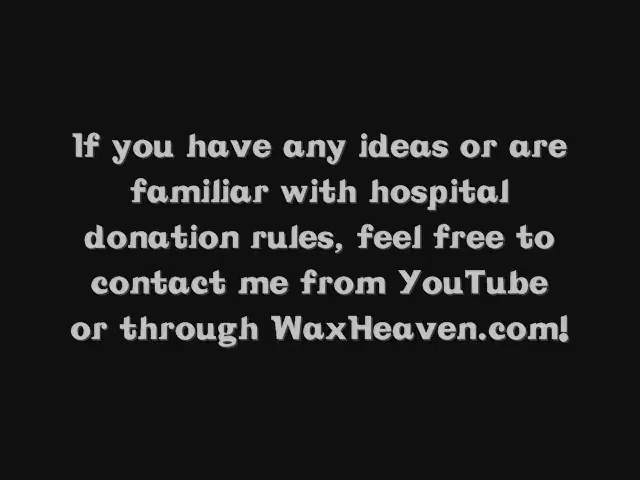 If you have any ideas or are
familiar with hospital
donation rules, feel free to
contact me from YouTube
or through WaxHeaven.com!